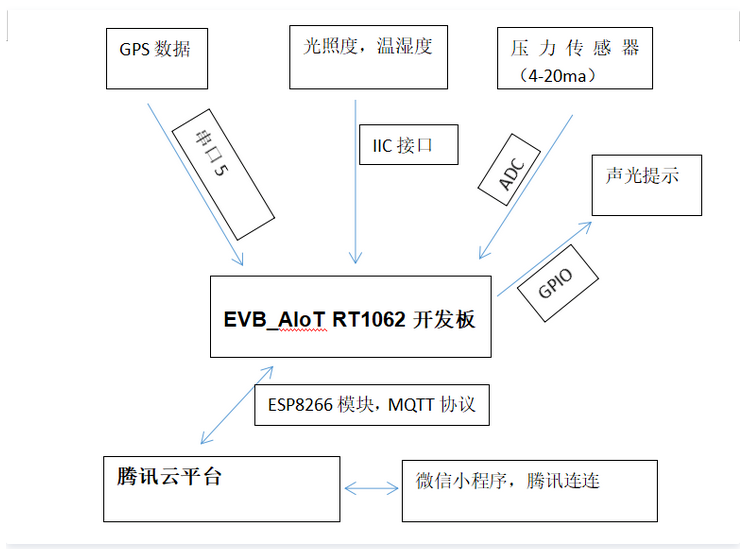 GPS 数据
光照度，温湿度
压力传感器
（4-20ma）
串口 5
IIC 接口
ADC
声光提示
GPIO
EVB_AIoT RT1062 开发板
ESP8266 模块，MQTT 协议
腾讯云平台
微信小程序，腾讯连连